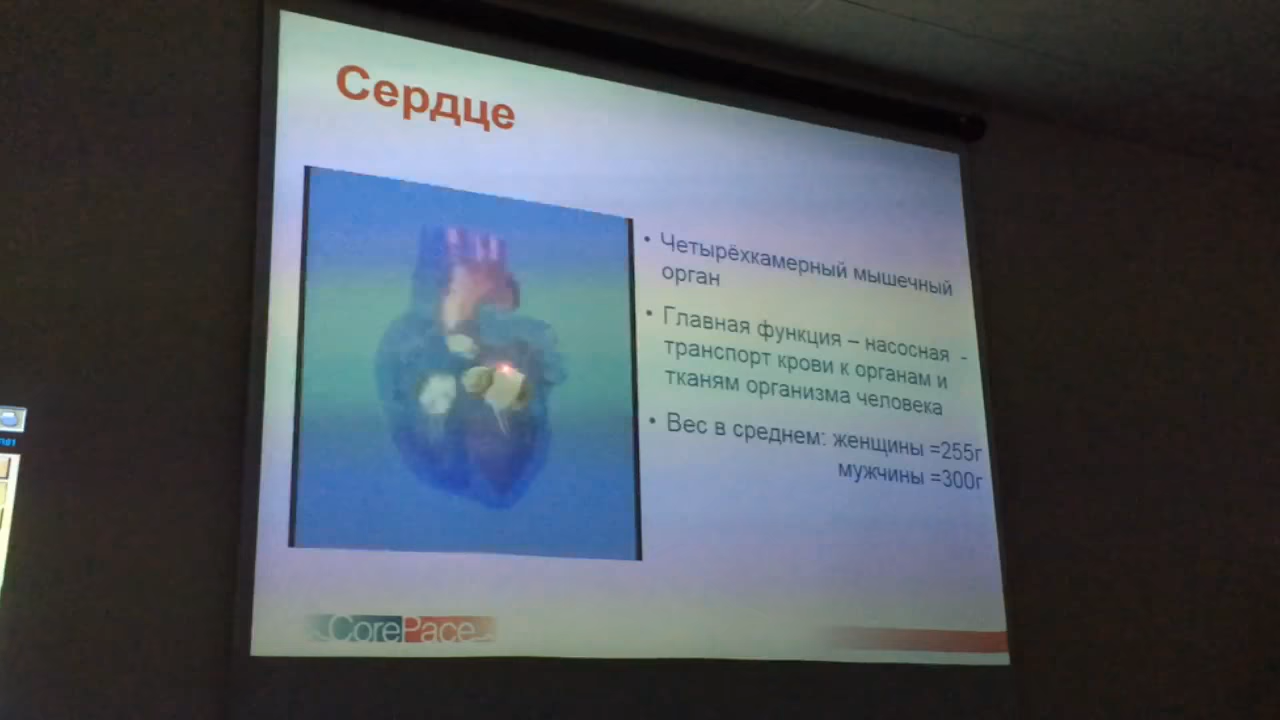 Сердце
• Четырёхкамерный мышечный
орган
• Главная функция – насосная -
транспорт крови к органам и
тканям организма человека
• Вес в среднем: женщины =255г
мужчины =300г
CorePace